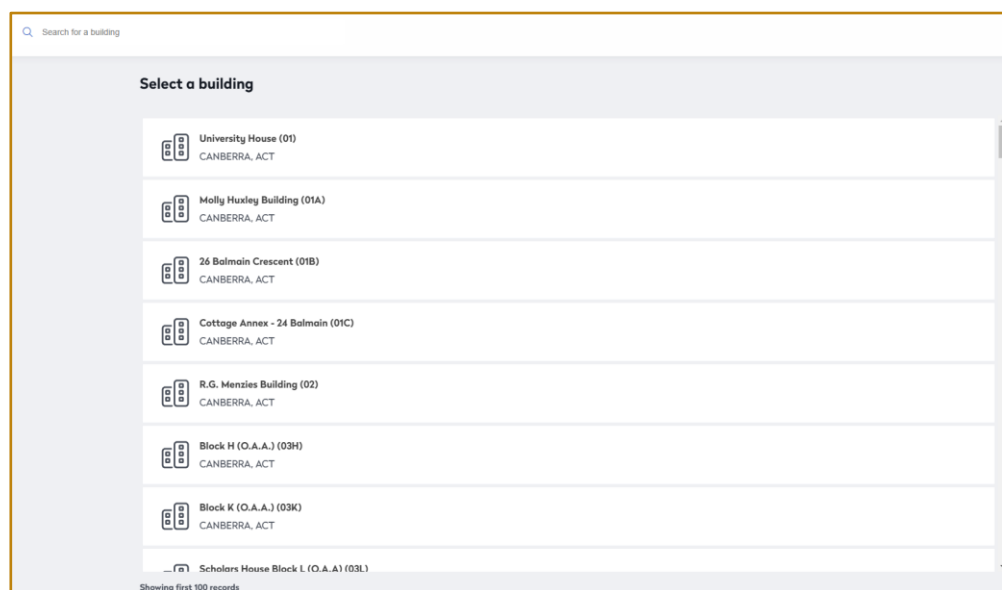 Search for a building
Select a building
University House (01)
CANBERRA, ACT
Molly Huxley Building (01A)
CANBERRA, ACT
26 Balmain Crescent (01B)
CANBERRA, ACT
Cottage Annex - 24 Balmain (01C)
CANBERRA, ACT
R.G. Menzies Building (02)
CANBERRA, ACT
Block H (O.A.A.) (03H)
CANBERRA, ACT
Block K (O.A.A.) (03K)
CANBERRA, ACT
Scholars House Block L (O.A.A) (03L)
Showing first 100 records